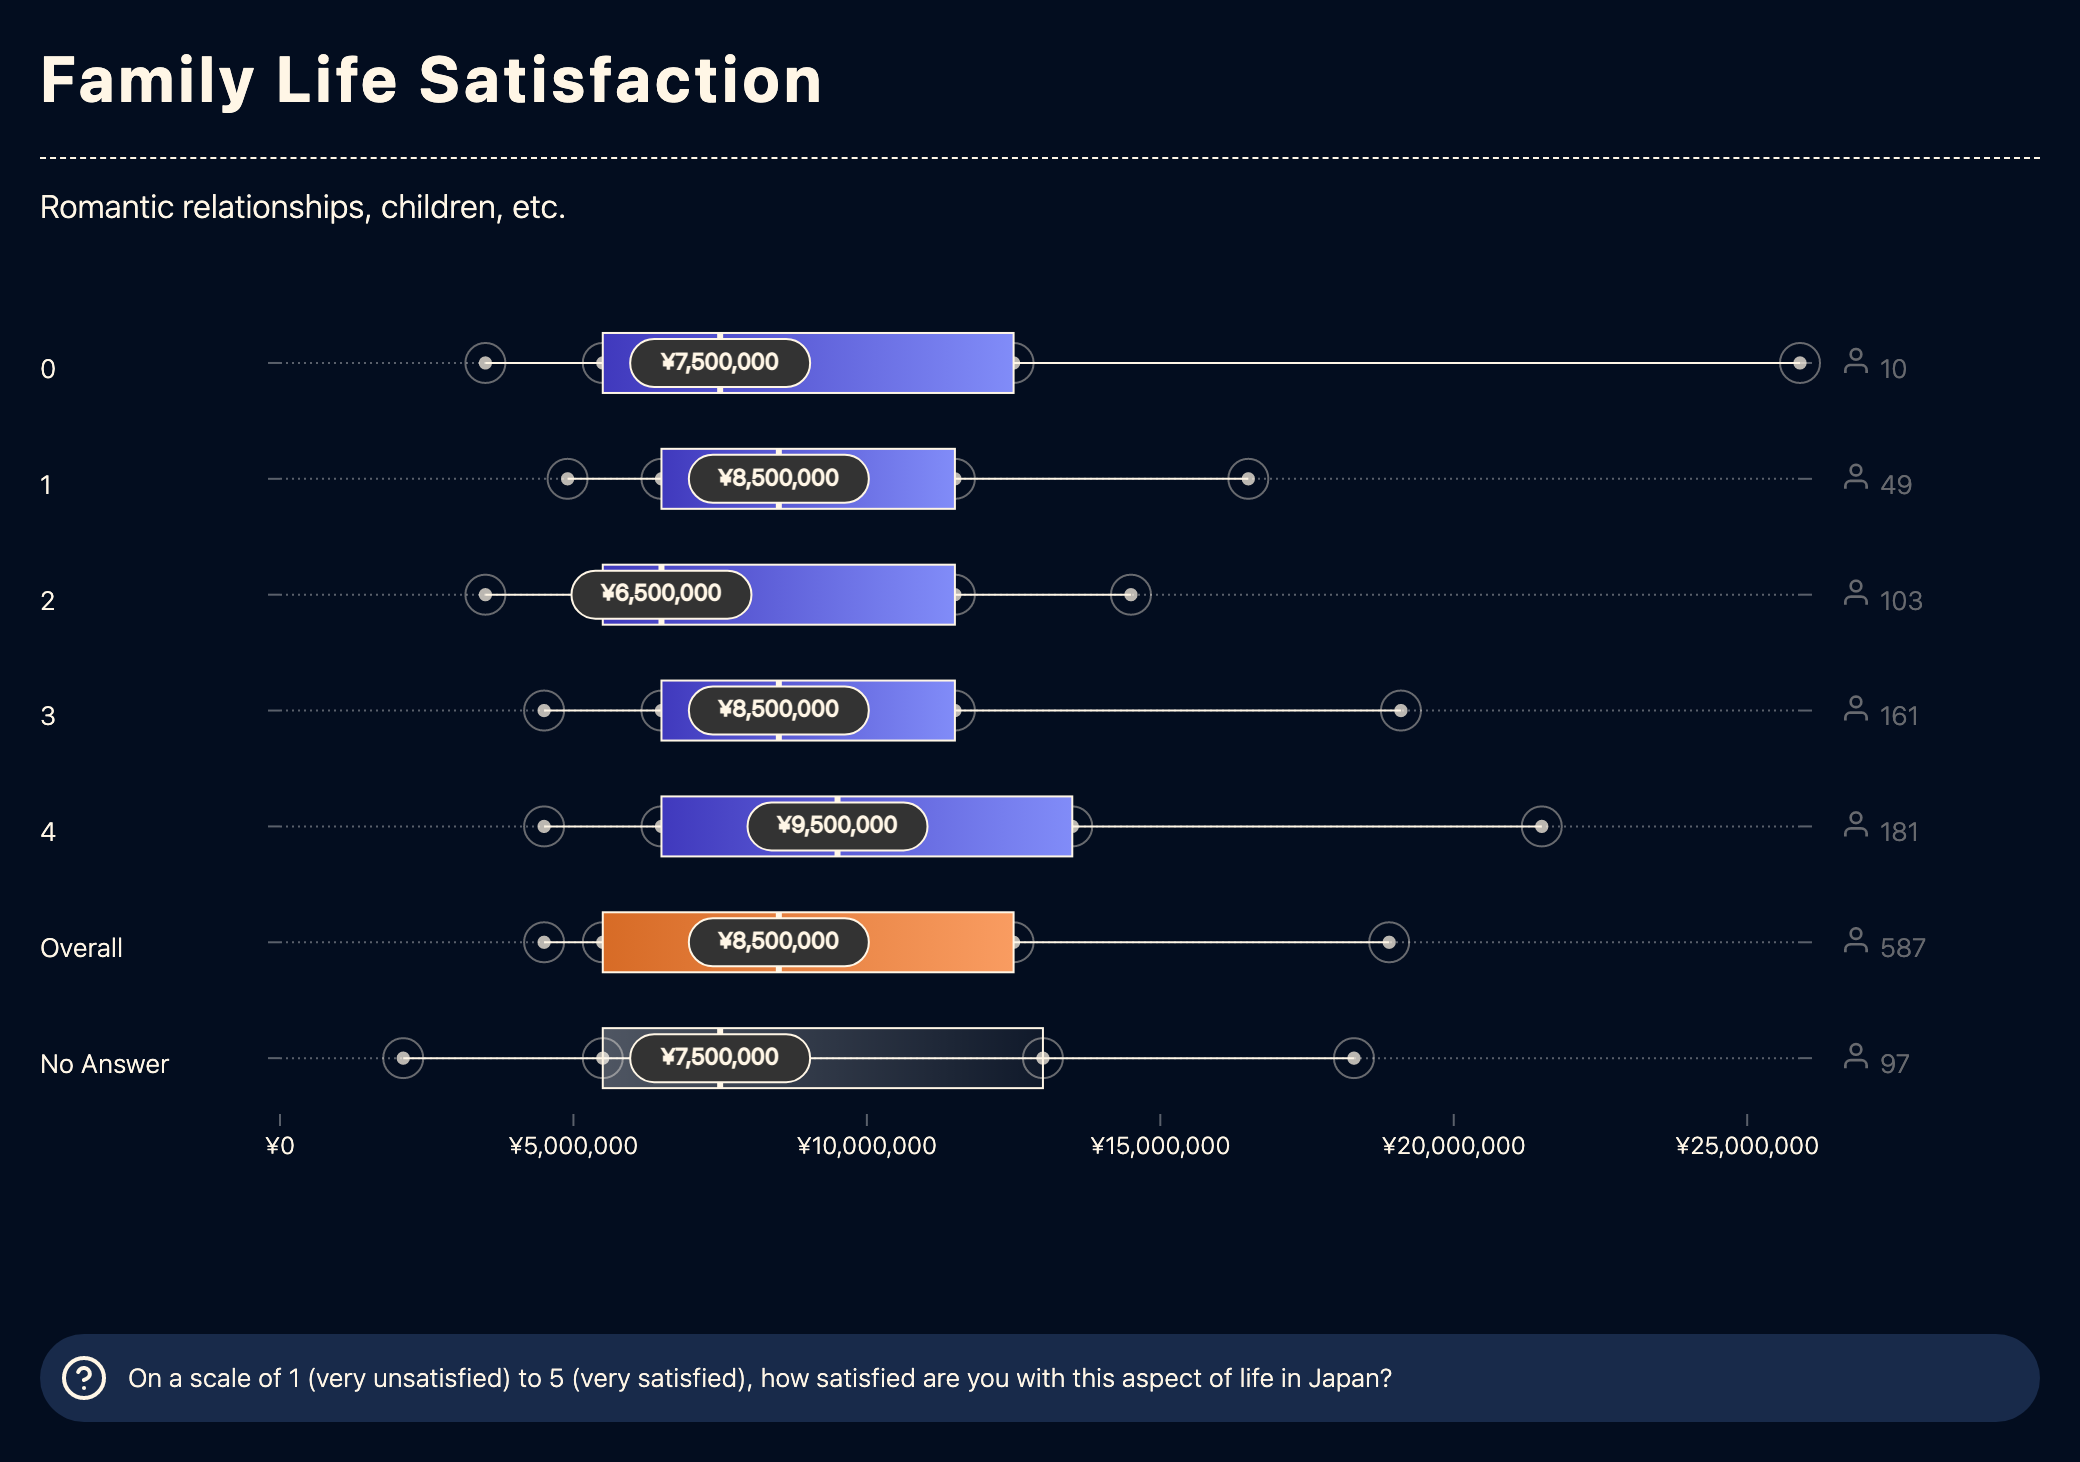 Family Life Satisfaction
Romantic relationships, children, etc.
0 ¥7,500,000 10
1 ¥8,500,000 49
2 ¥6,500,000 103
3 ¥8,500,000 161
4 ¥9,500,000 181
Overall ¥8,500,000 587
No Answer ¥7,500,000 97
¥0 ¥5,000,000 ¥10,000,000 ¥15,000,000 ¥20,000,000 ¥25,000,000
On a scale of 1 (very unsatisfied) to 5 (very satisfied), how satisfied are you with this aspect of life in Japan?